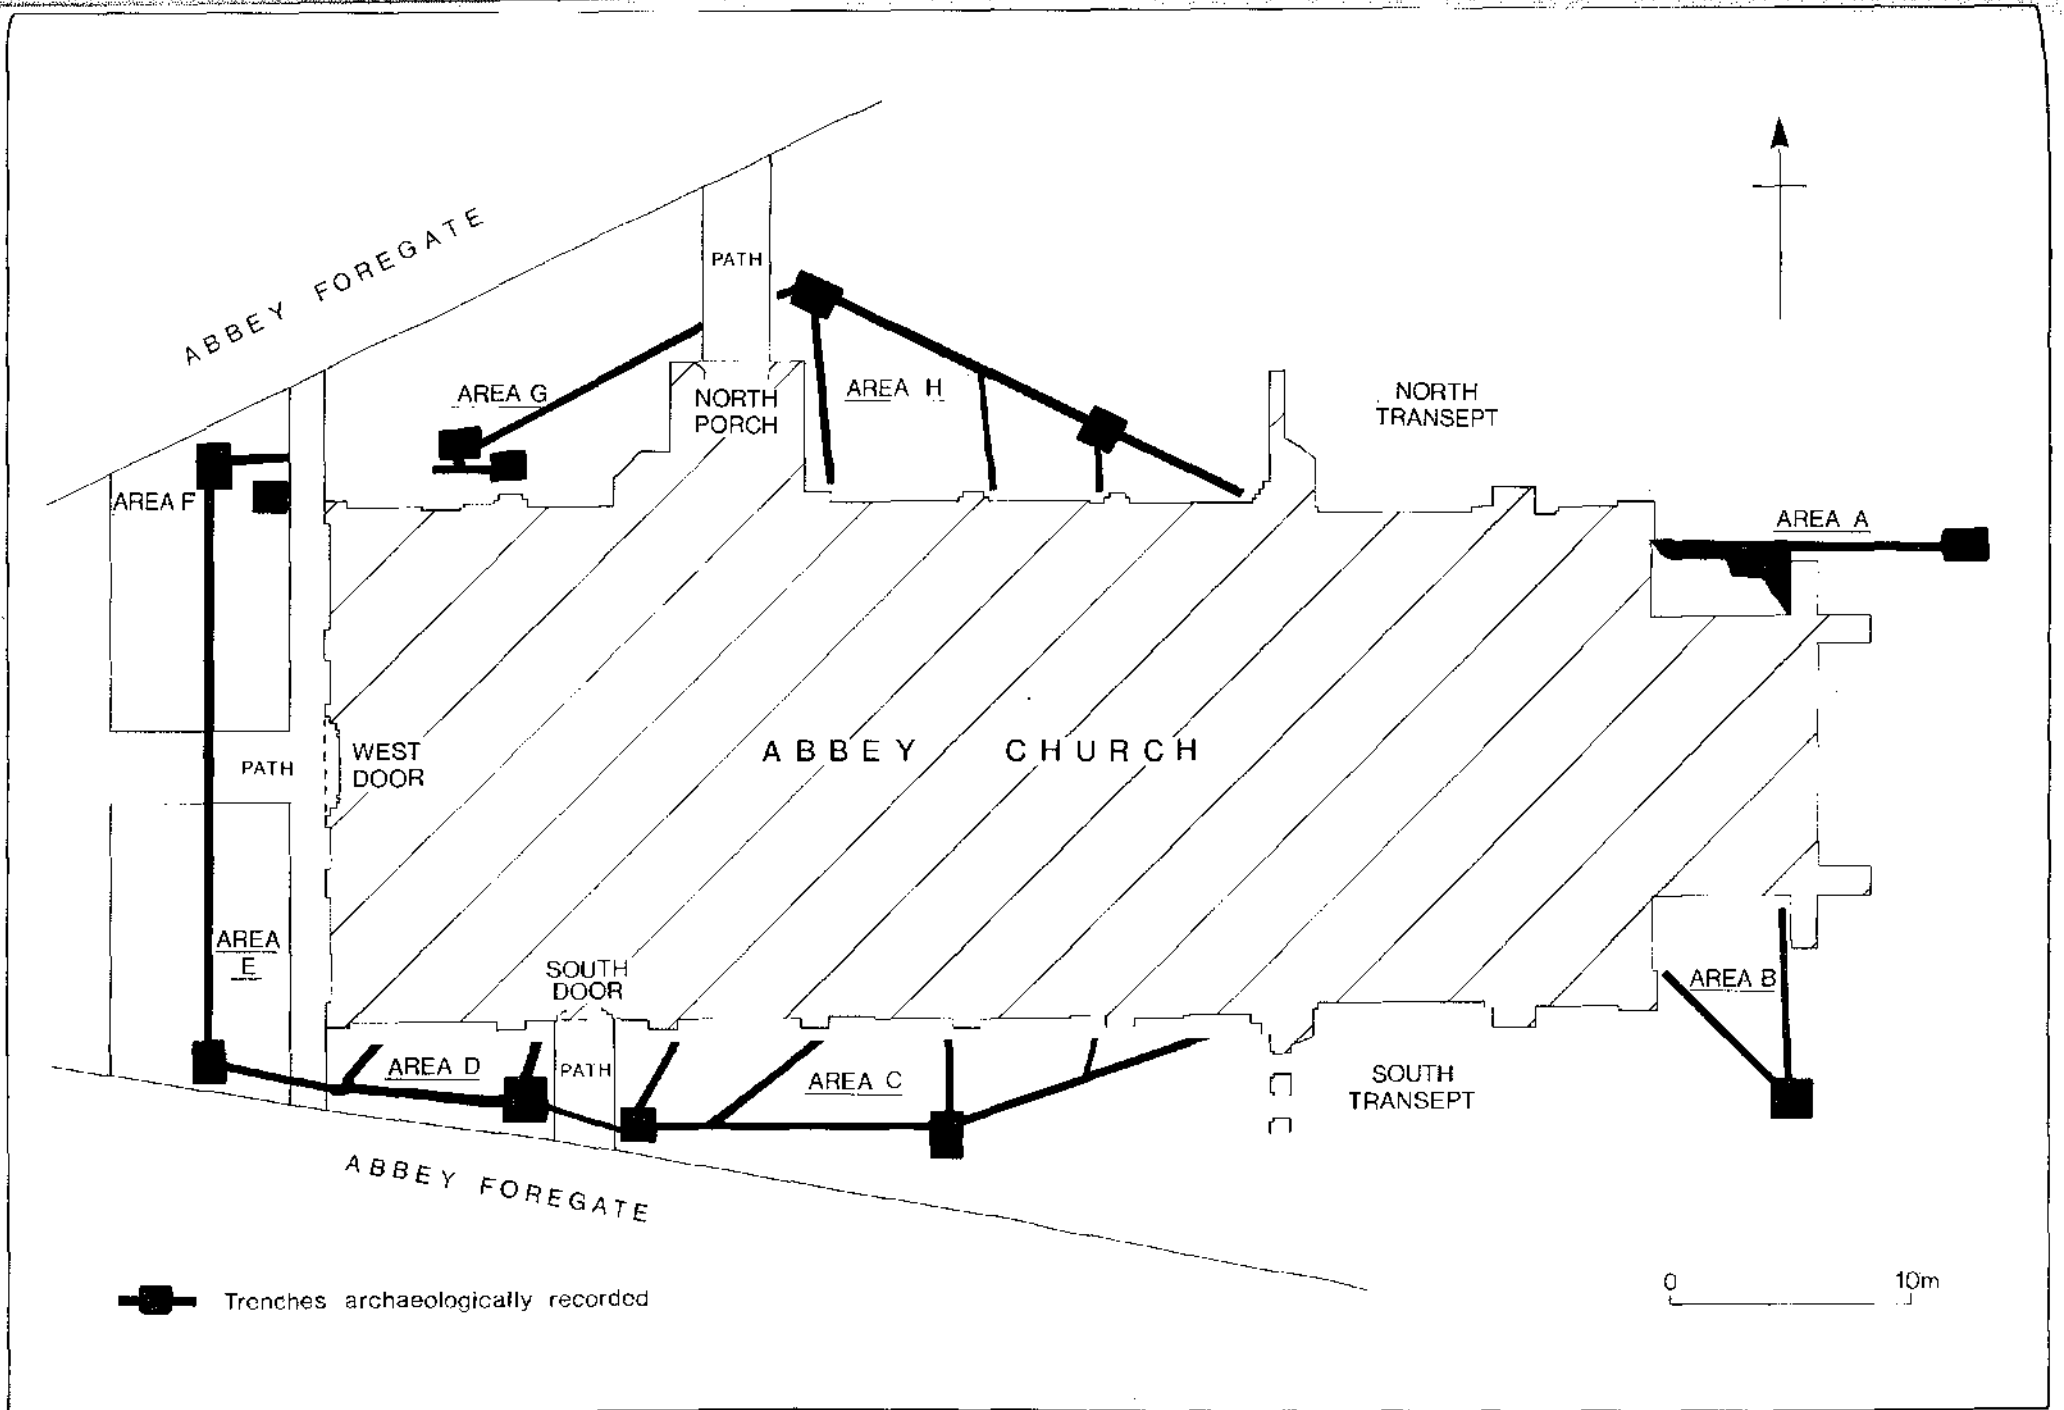 ABBEY FOREGATE
PATH
AREA G
NORTH
PORCH
AREA H
NORTH
TRANSEPT
AREA F
AREA A
ABBEY CHURCH
WEST
DOOR
PATH
AREA
E
SOUTH
DOOR
AREA B
AREA D
PATH
AREA C
SOUTH
TRANSEPT
ABBEY FOREGATE
Trenches archaeologically recorded
0 10m